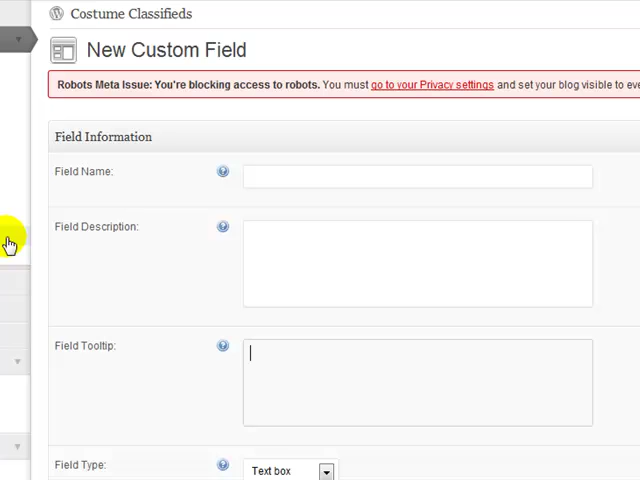 Costume Classifieds
New Custom Field
Robots Meta Issue: You're blocking access to robots. You must go to your Privacy settings and set your blog visible to eve
Field Information
Field Name:
Field Description:
Field Tooltip:
Field Type:
Text box